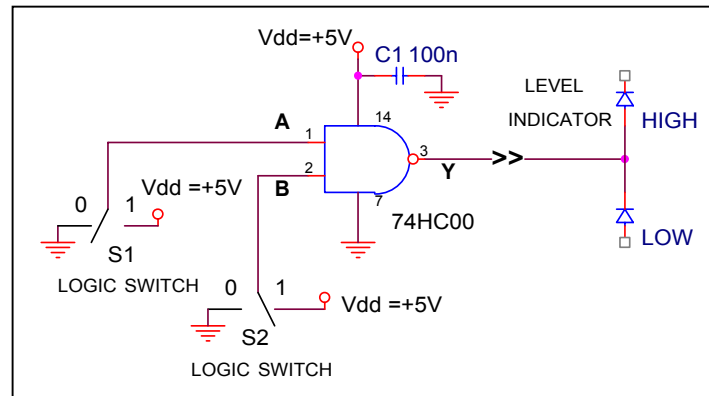 Vdd=+5V
C1 100n
LEVEL
INDICATOR
HIGH
A
14
1
2
3
B
Y
>>
7
0
1
Vdd =+5V
74HC00
LOW
S1
LOGIC SWITCH
0
1
Vdd =+5V
S2
LOGIC SWITCH